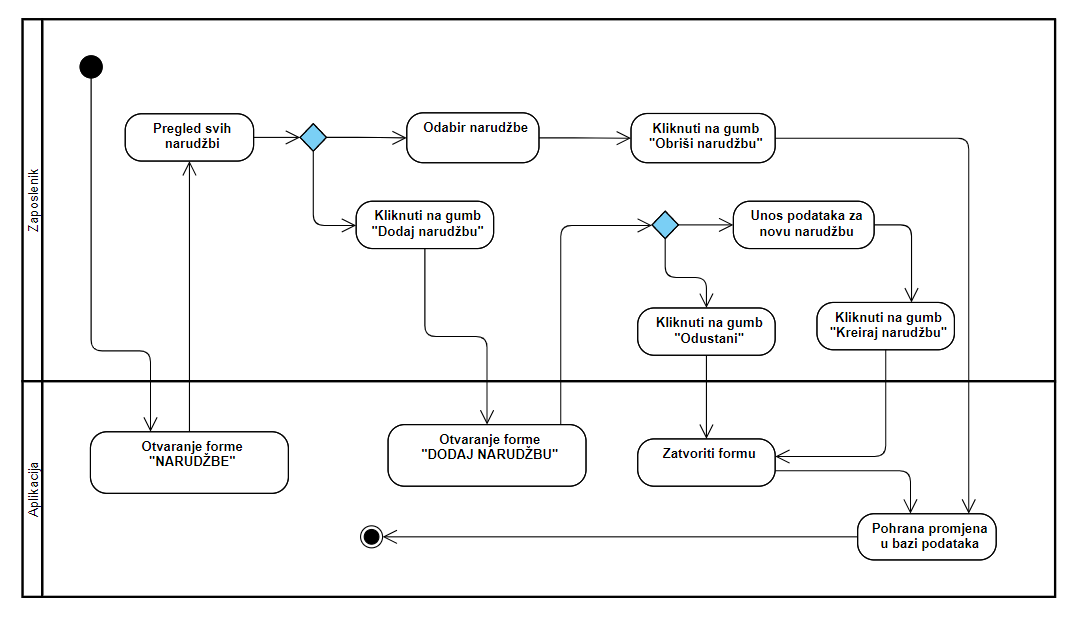 Zaposlenik
Pregled svih
narudžbi
Odabir narudžbe
Kliknuti na gumb
"Obriši narudžbu"
Kliknuti na gumb
"Dodaj narudžbu"
Unos podataka za
novu narudžbu
Kliknuti na gumb
"Odustani"
Kliknuti na gumb
"Kreiraj narudžbu"
Aplikacija
Otvaranje forme
"NARUDŽBE"
Otvaranje forme
"DODAJ NARUDŽBU"
Zatvoriti formu
Pohrana promjena
u bazi podataka